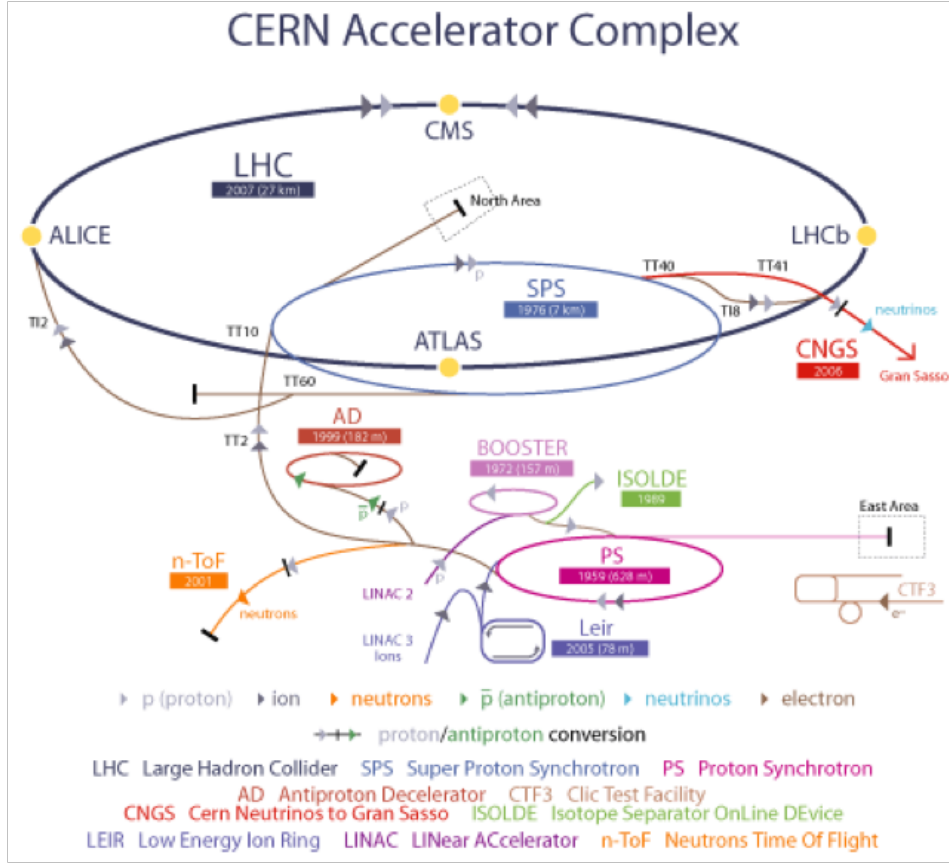 CERN Accelerator Complex
CMS
LHC
2007 (27 km)
North Area
ALICE
LHCb
TT40
TT41
p
SPS
1976 (7 km)
TI8
neutrinos
TI2
TT10
ATLAS
CNGS
2006
Gran Sasso
TT60
AD
1999 (182 m)
TT2
BOOSTER
1972 (157 m)
ISOLDE
1989
East Area
p̅
p
n-ToF
2001
PS
1959 (628 m)
p
LINAC 2
neutrons
CTF3
e⁻
Leir
2005 (78 m)
LINAC 3
Ions
p (proton) ion neutrons p̅ (antiproton) neutrinos electron
proton/antiproton conversion
LHC Large Hadron Collider SPS Super Proton Synchrotron PS Proton Synchrotron
AD Antiproton Decelerator CTF3 Clic Test Facility
CNGS Cern Neutrinos to Gran Sasso ISOLDE Isotope Separator OnLine DEvice
LEIR Low Energy Ion Ring LINAC LINear ACcelerator n-ToF Neutrons Time Of Flight